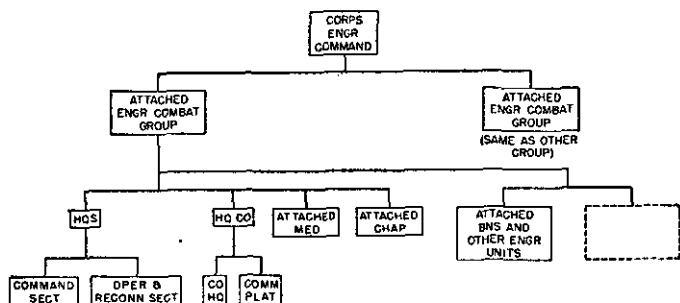 CORPS
ENGR
COMMAND
ATTACHED
ENGR COMBAT
GROUP
ATTACHED
ENGR COMBAT
GROUP
(SAME AS OTHER
GROUP)
HQS
HQ CO
ATTACHED
MED
ATTACHED
CHAP
ATTACHED
BNS AND
OTHER ENGR
UNITS
COMMAND
SECT
OPER &
RECONN SECT
CO
HQ
COMM
PLAT